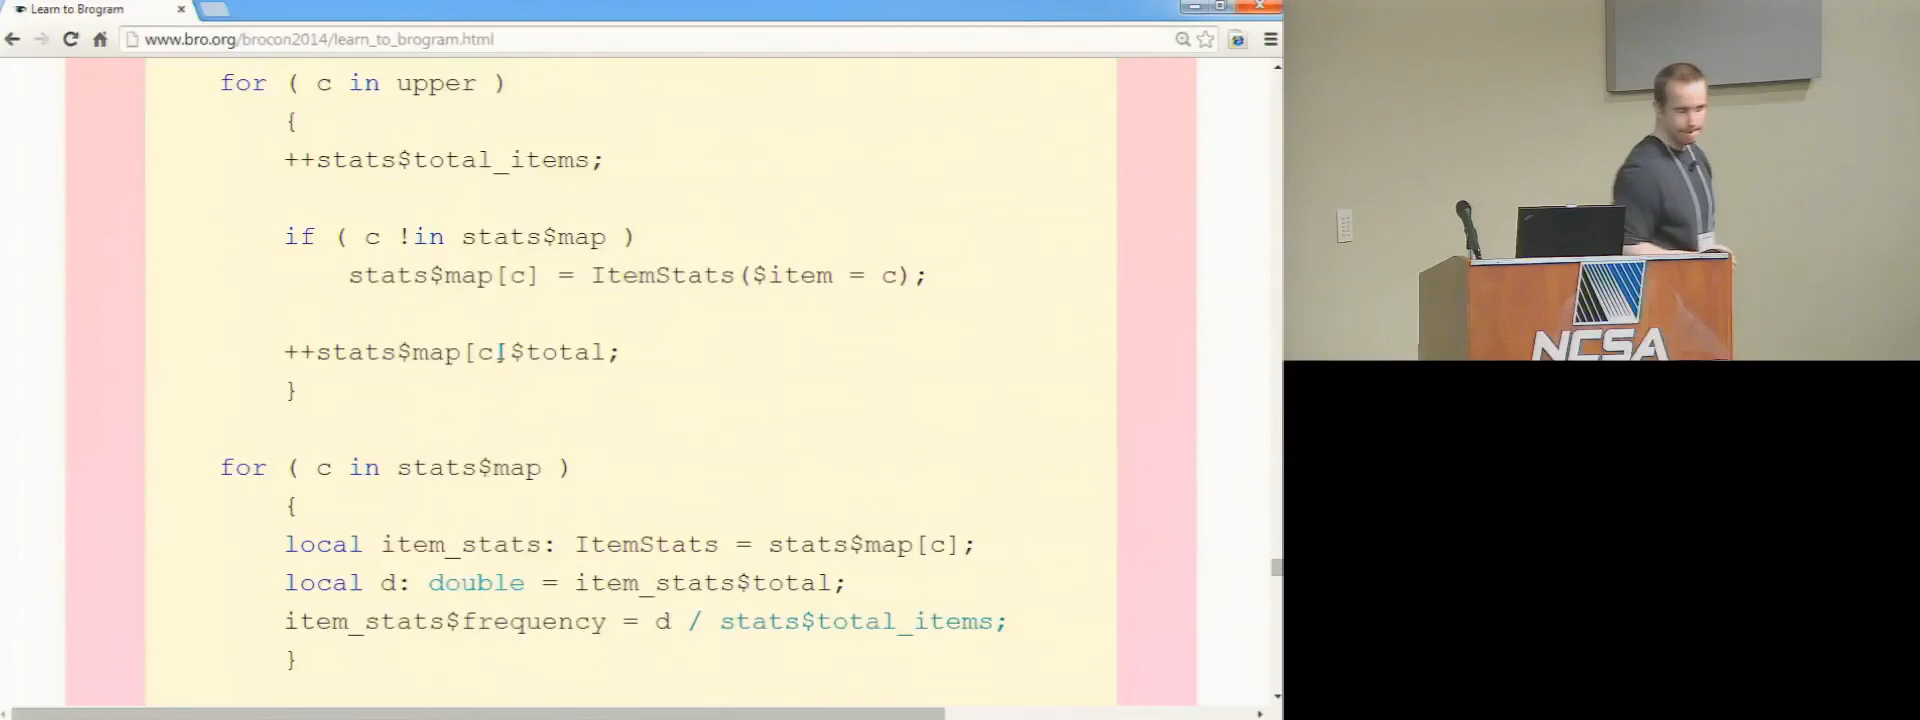 Learn to Brogram
www.bro.org/brocon2014/learn_to_brogram.html
for ( c in upper )
{
++stats$total_items;
if ( c !in stats$map )
stats$map[c] = ItemStats($item = c);
++stats$map[c]$total;
}
for ( c in stats$map )
{
local item_stats: ItemStats = stats$map[c];
local d: double = item_stats$total;
item_stats$frequency = d / stats$total_items;
}
NCSA